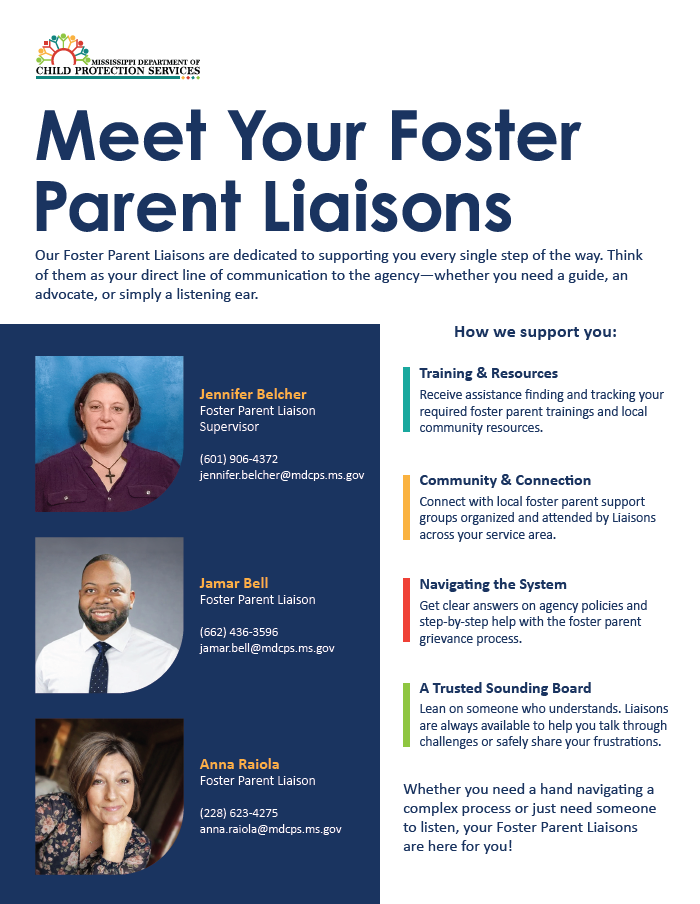 MISSISSIPPI DEPARTMENT OF
CHILD PROTECTION SERVICES
Meet Your Foster
Parent Liaisons
Our Foster Parent Liaisons are dedicated to supporting you every single step of the way. Think
of them as your direct line of communication to the agency—whether you need a guide, an
advocate, or simply a listening ear.
Jennifer Belcher
Foster Parent Liaison
Supervisor
(601) 906-4372
jennifer.belcher@mdcps.ms.gov
Jamar Bell
Foster Parent Liaison
(662) 436-3596
jamar.bell@mdcps.ms.gov
Anna Raiola
Foster Parent Liaison
(228) 623-4275
anna.raiola@mdcps.ms.gov
How we support you:
Training & Resources
Receive assistance finding and tracking your
required foster parent trainings and local
community resources.
Community & Connection
Connect with local foster parent support
groups organized and attended by Liaisons
across your service area.
Navigating the System
Get clear answers on agency policies and
step-by-step help with the foster parent
grievance process.
A Trusted Sounding Board
Lean on someone who understands. Liaisons
are always available to help you talk through
challenges or safely share your frustrations.
Whether you need a hand navigating a
complex process or just need someone
to listen, your Foster Parent Liaisons
are here for you!